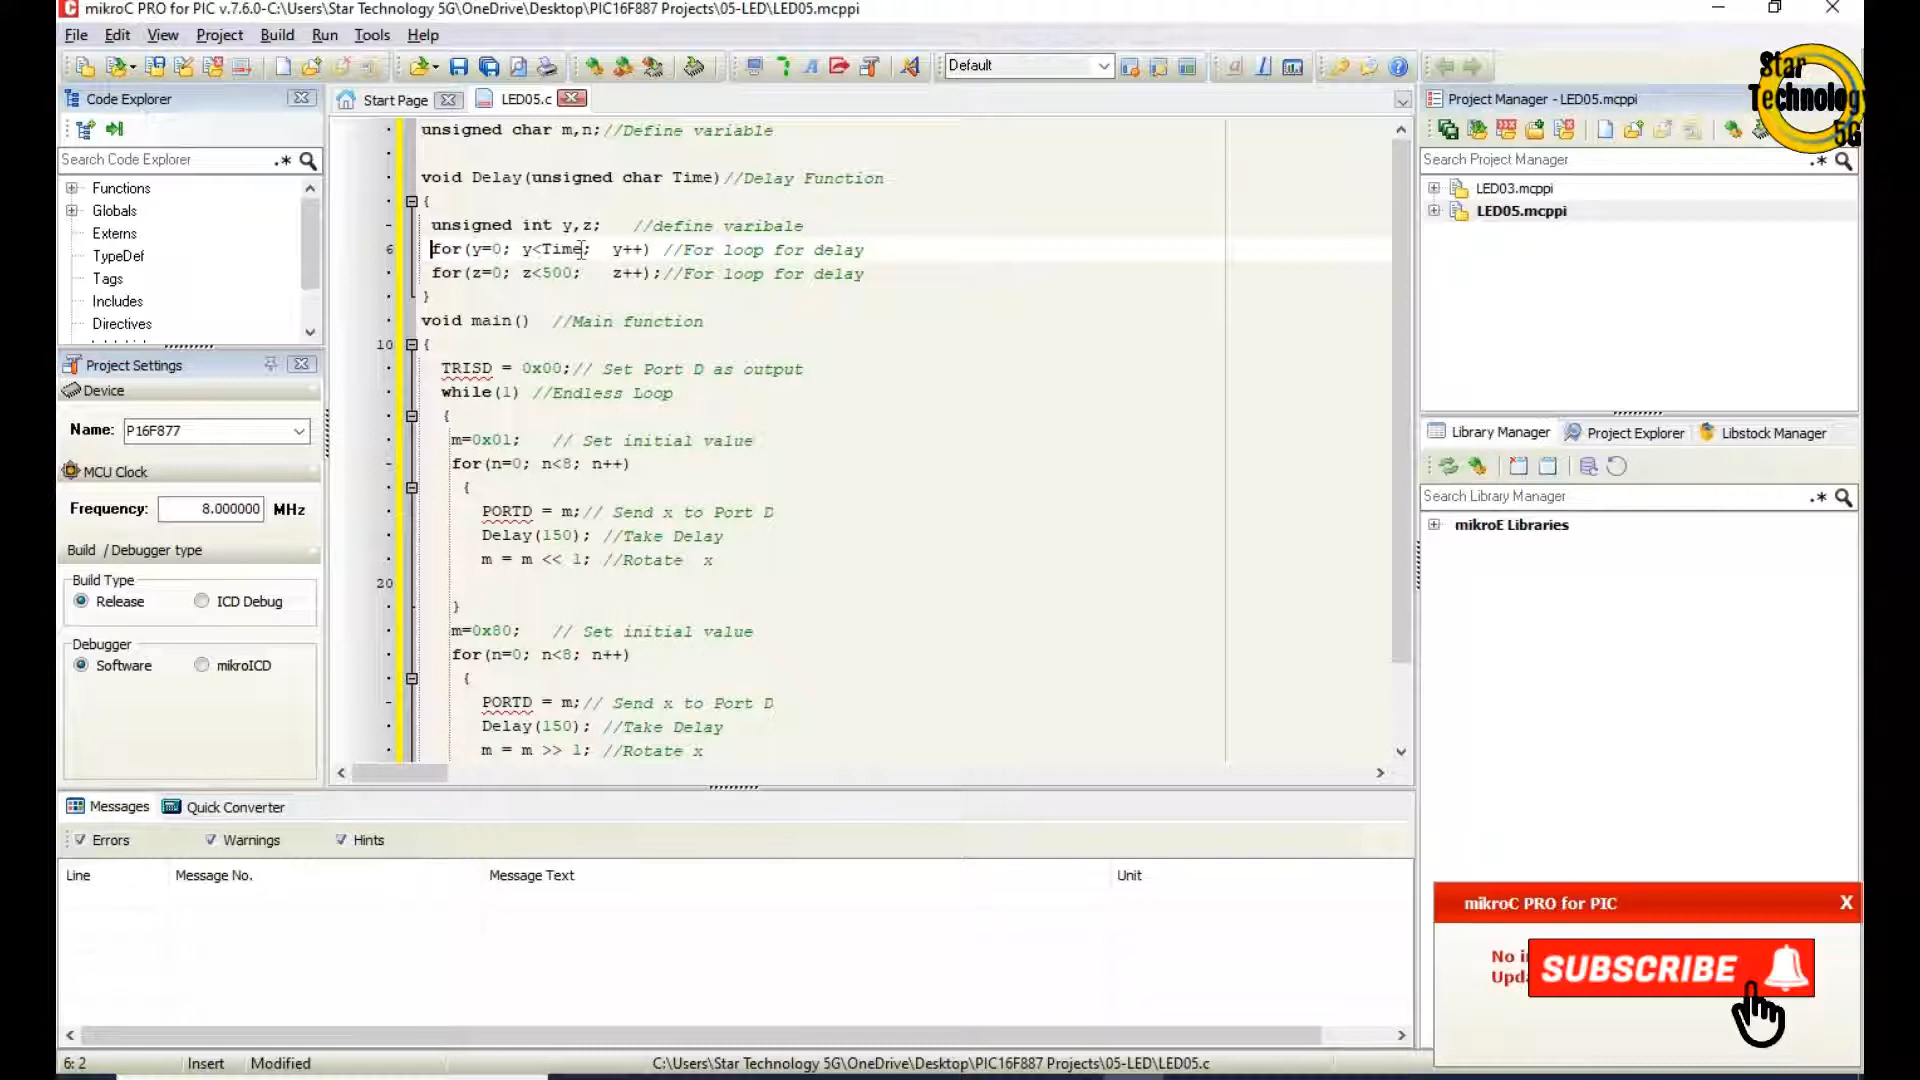 mikroC PRO for PIC v.7.6.0-C:\Users\Star Technology 5G\OneDrive\Desktop\PIC16F887 Projects\05-LED\LED05.mcppi
File Edit View Project Build Run Tools Help
Default
Star Technology 5G
Code Explorer
Start Page
LED05.c
Project Manager - LED05.mcppi
Search Code Explorer
Search Project Manager
Functions
Globals
Externs
TypeDef
Tags
Includes
Directives
LED03.mcppi
LED05.mcppi
unsigned char m,n;//Define variable
void Delay(unsigned char Time)//Delay Function
{
unsigned int y,z; //define varibale
6 for(y=0; y<Time; y++) //For loop for delay
for(z=0; z<500; z++);//For loop for delay
}
void main() //Main function
10 {
TRISD = 0x00;// Set Port D as output
while(1) //Endless Loop
{
m=0x01; // Set initial value
for(n=0; n<8; n++)
{
PORTD = m;// Send x to Port D
Delay(150); //Take Delay
m = m << 1; //Rotate x
20
}
m=0x80; // Set initial value
for(n=0; n<8; n++)
{
PORTD = m;// Send x to Port D
Delay(150); //Take Delay
m = m >> 1; //Rotate x
Project Settings
Device
Name: P16F877
MCU Clock
Frequency: 8.000000 MHz
Build / Debugger type
Build Type
Release ICD Debug
Debugger
Software mikroICD
Library Manager Project Explorer Libstock Manager
Search Library Manager
mikroE Libraries
Messages Quick Converter
Errors Warnings Hints
Line Message No. Message Text Unit
mikroC PRO for PIC X
SUBSCRIBE
6: 2 Insert Modified C:\Users\Star Technology 5G\OneDrive\Desktop\PIC16F887 Projects\05-LED\LED05.c